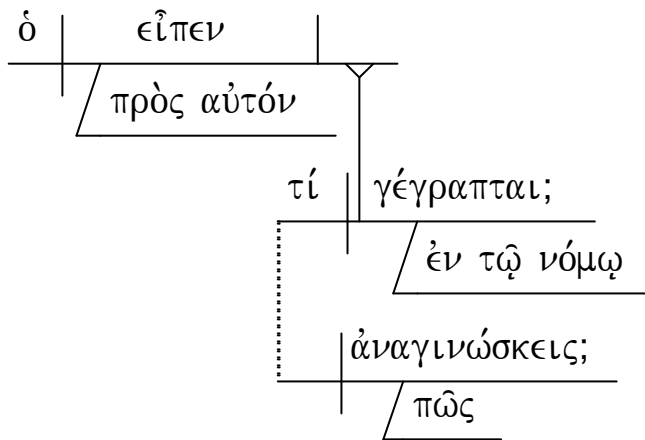 ὁ εἶπεν
πρὸς αὐτόν
τί γέγραπται;
ἐν τῷ νόμῳ
ἀναγινώσκεις;
πῶς